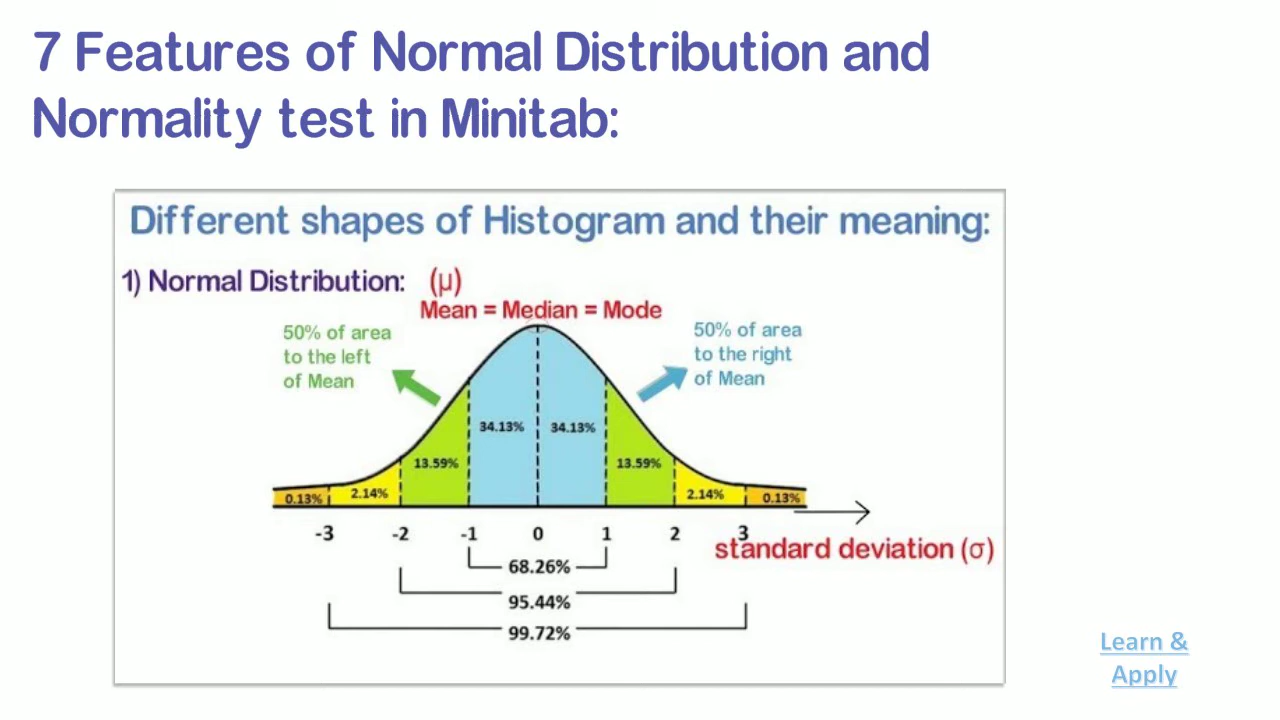 7 Features of Normal Distribution and
Normality test in Minitab:
Different shapes of Histogram and their meaning:
1) Normal Distribution: (μ)
Mean = Median = Mode
50% of area
to the left
of Mean
50% of area
to the right
of Mean
34.13% 34.13%
13.59% 13.59%
0.13% 2.14% 2.14% 0.13%
-3 -2 -1 0 1 2 3
standard deviation (σ)
68.26%
95.44%
99.72%
Learn &
Apply